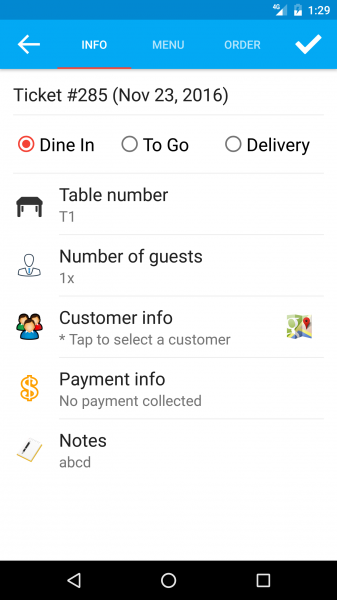 4G 1:29
INFO MENU ORDER
Ticket #285 (Nov 23, 2016)
Dine In To Go Delivery
Table number
T1
Number of guests
1x
Customer info
* Tap to select a customer
Payment info
No payment collected
Notes
abcd